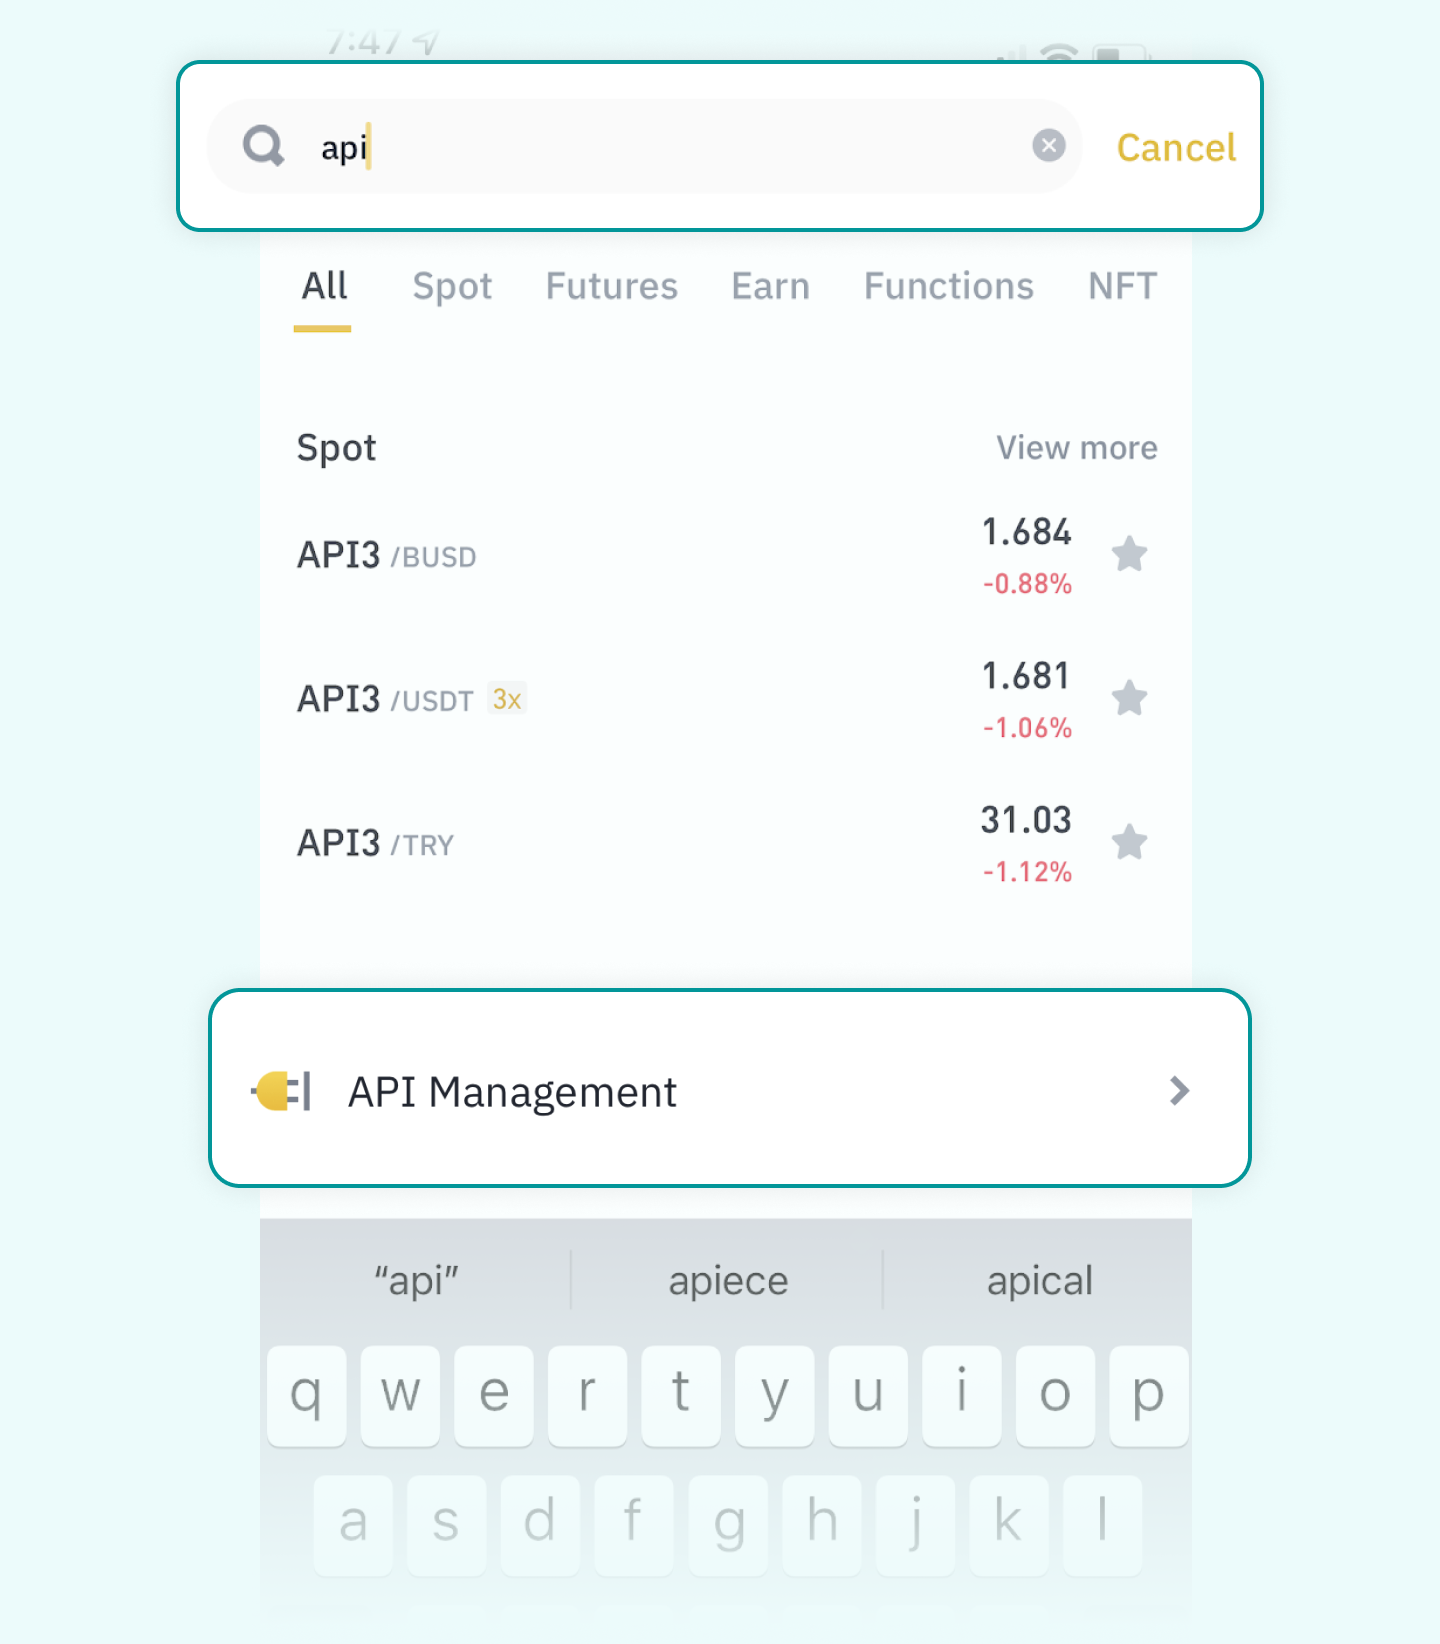 7:47
api
Cancel
All Spot Futures Earn Functions NFT
Spot View more
API3 /BUSD 1.684
-0.88%
API3 /USDT 3x 1.681
-1.06%
API3 /TRY 31.03
-1.12%
API Management
“api” apiece apical
q w e r t y u i o p
a s d f g h j k l